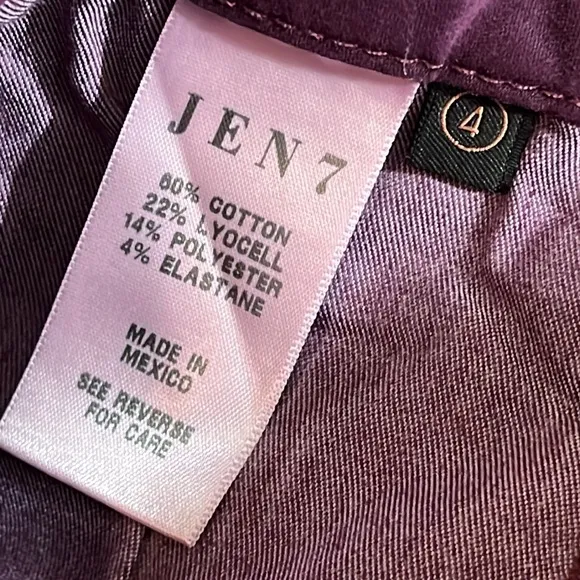 JEN7
60% COTTON
22% LYOCELL
14% POLYESTER
4% ELASTANE
MADE IN
MEXICO
SEE REVERSE
FOR CARE
4